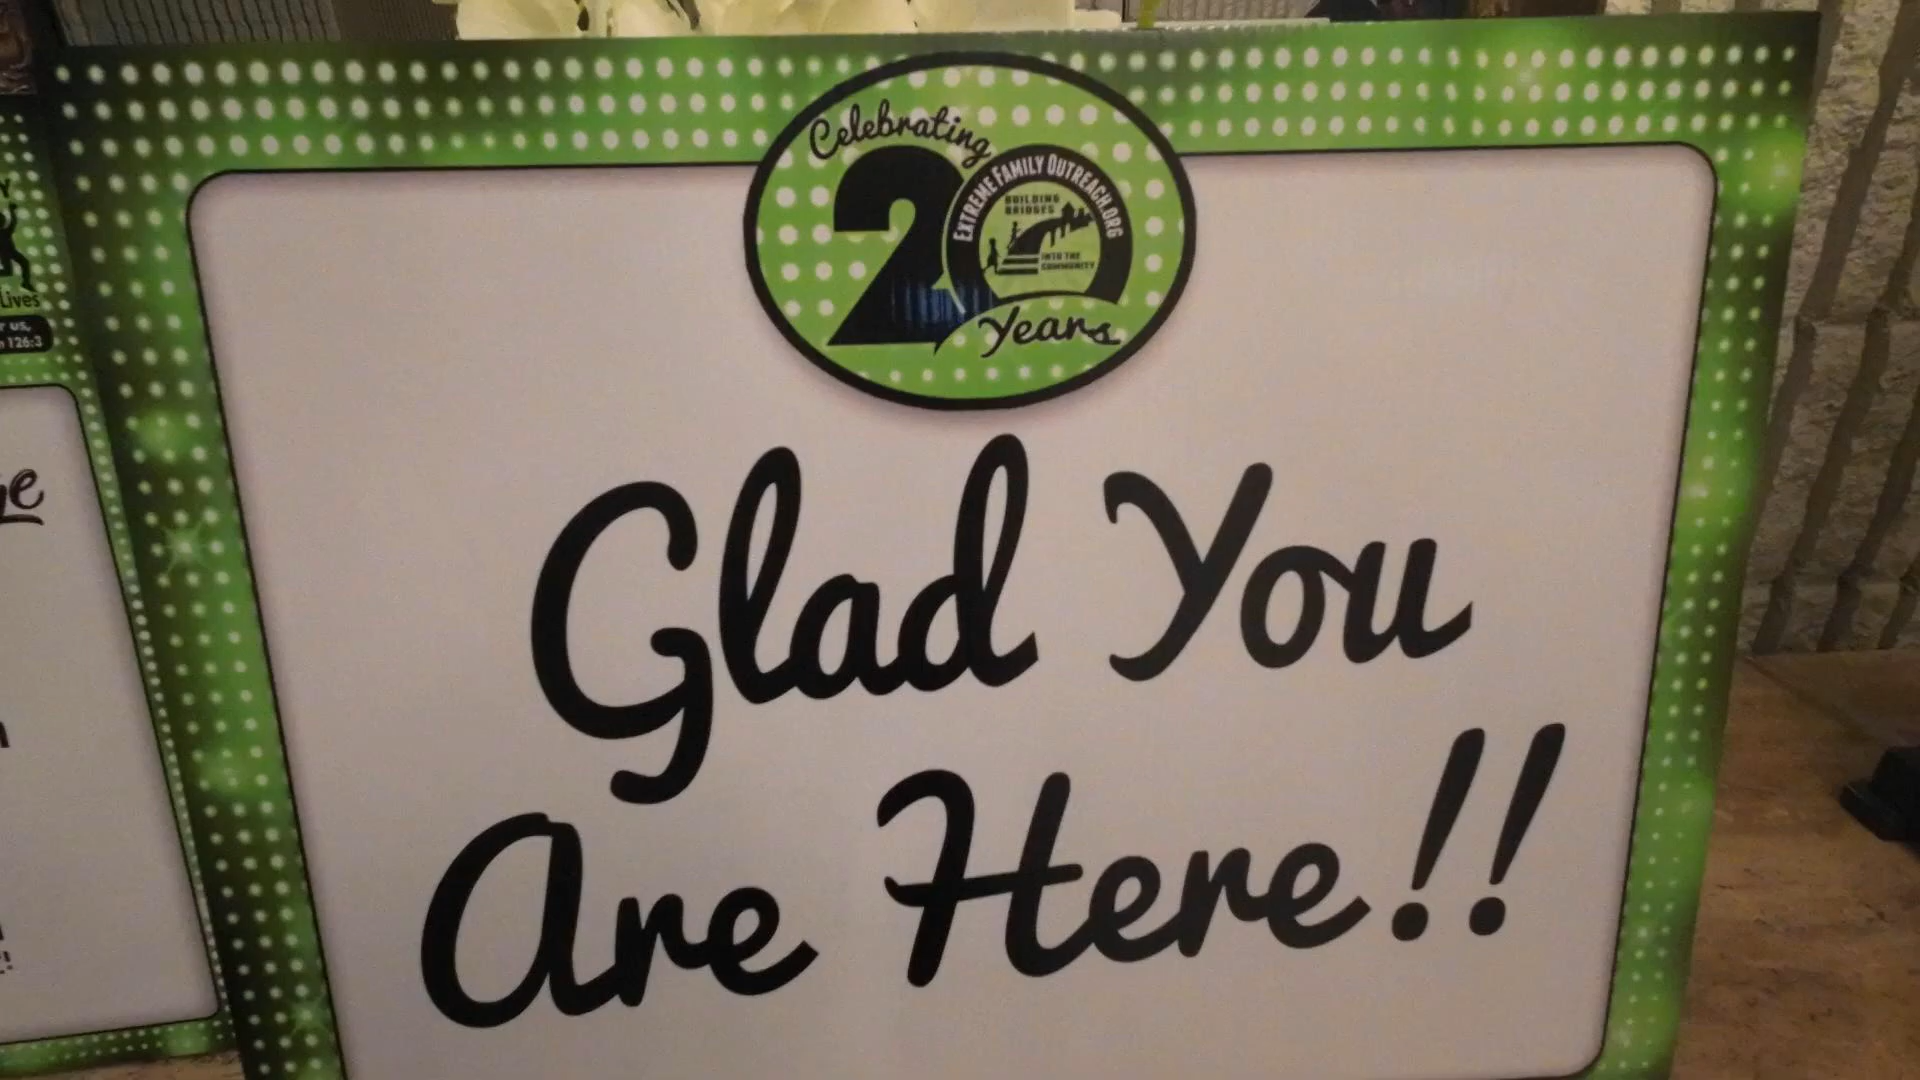 Celebrating
20
EXTREME FAMILY OUTREACH.ORG
BUILDING
BRIDGES
INTO THE
COMMUNITY
Years
Glad You
Are Here!!
Lives
126:3